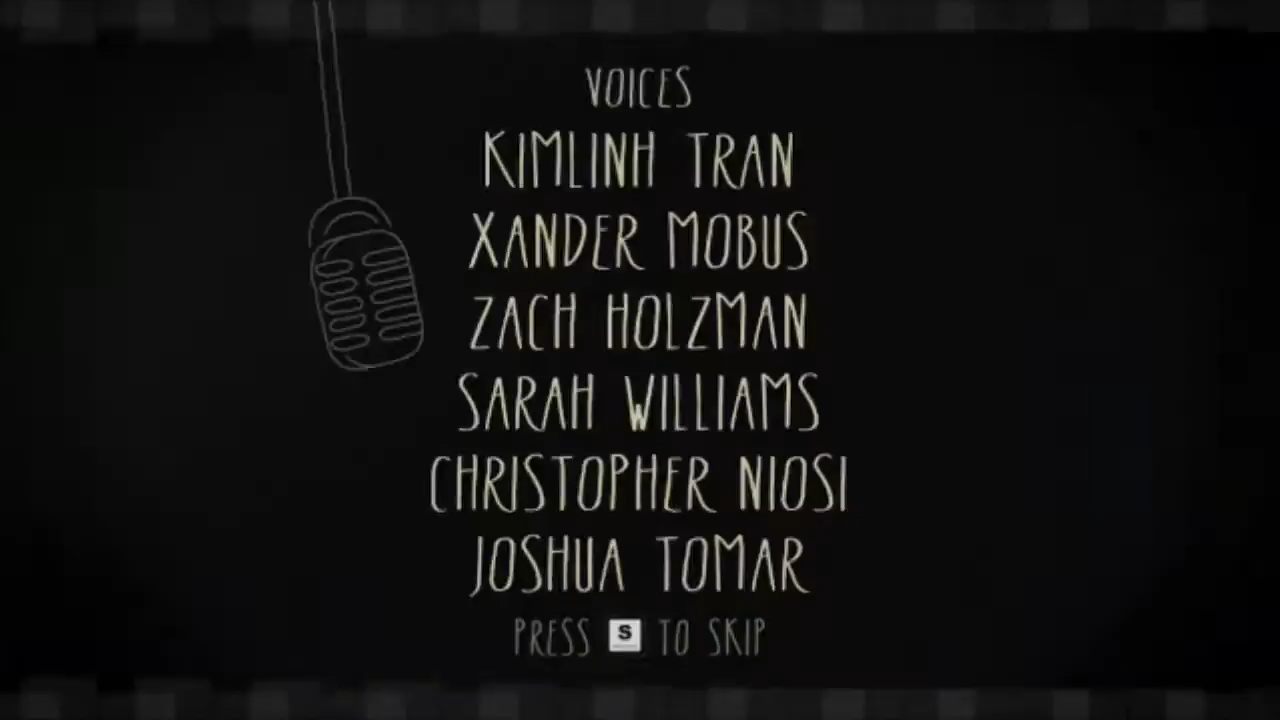 VOICES
KIMLINH TRAN
XANDER MOBUS
ZACH HOLZMAN
SARAH WILLIAMS
CHRISTOPHER NIOSI
JOSHUA TOMAR
PRESS S TO SKIP